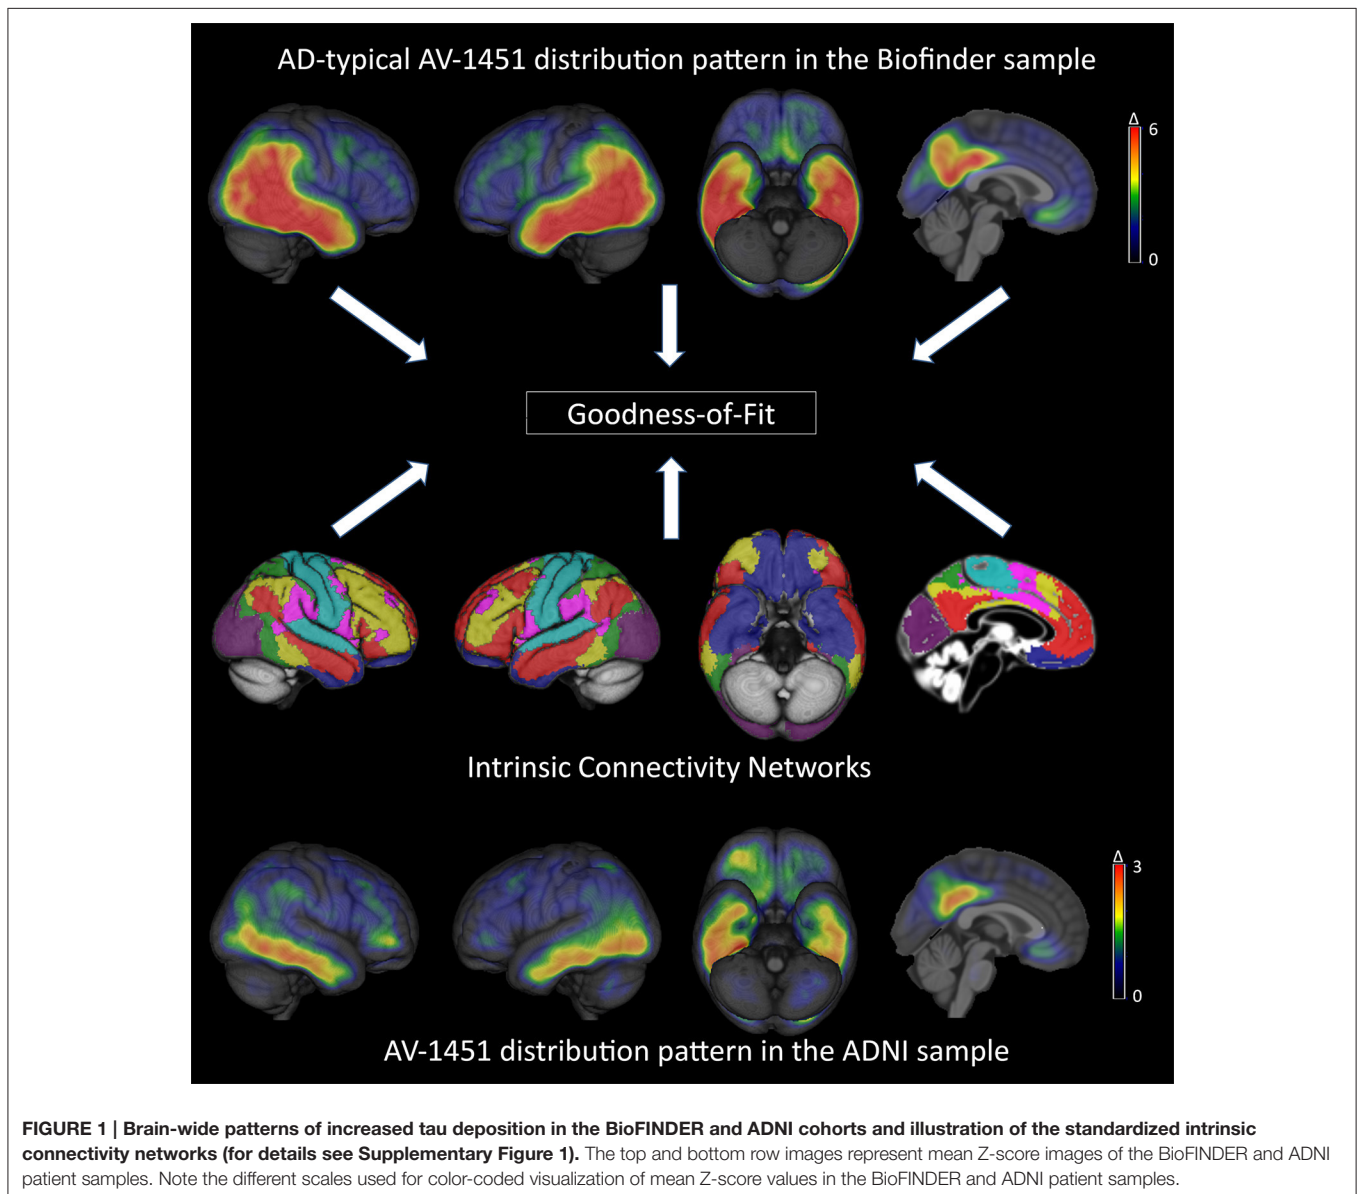 AD-typical AV-1451 distribution pattern in the Biofinder sample
Δ
6
0
Goodness-of-Fit
Intrinsic Connectivity Networks
Δ
3
0
AV-1451 distribution pattern in the ADNI sample
FIGURE 1 | Brain-wide patterns of increased tau deposition in the BioFINDER and ADNI cohorts and illustration of the standardized intrinsic
connectivity networks (for details see Supplementary Figure 1). The top and bottom row images represent mean Z-score images of the BioFINDER and ADNI
patient samples. Note the different scales used for color-coded visualization of mean Z-score values in the BioFINDER and ADNI patient samples.